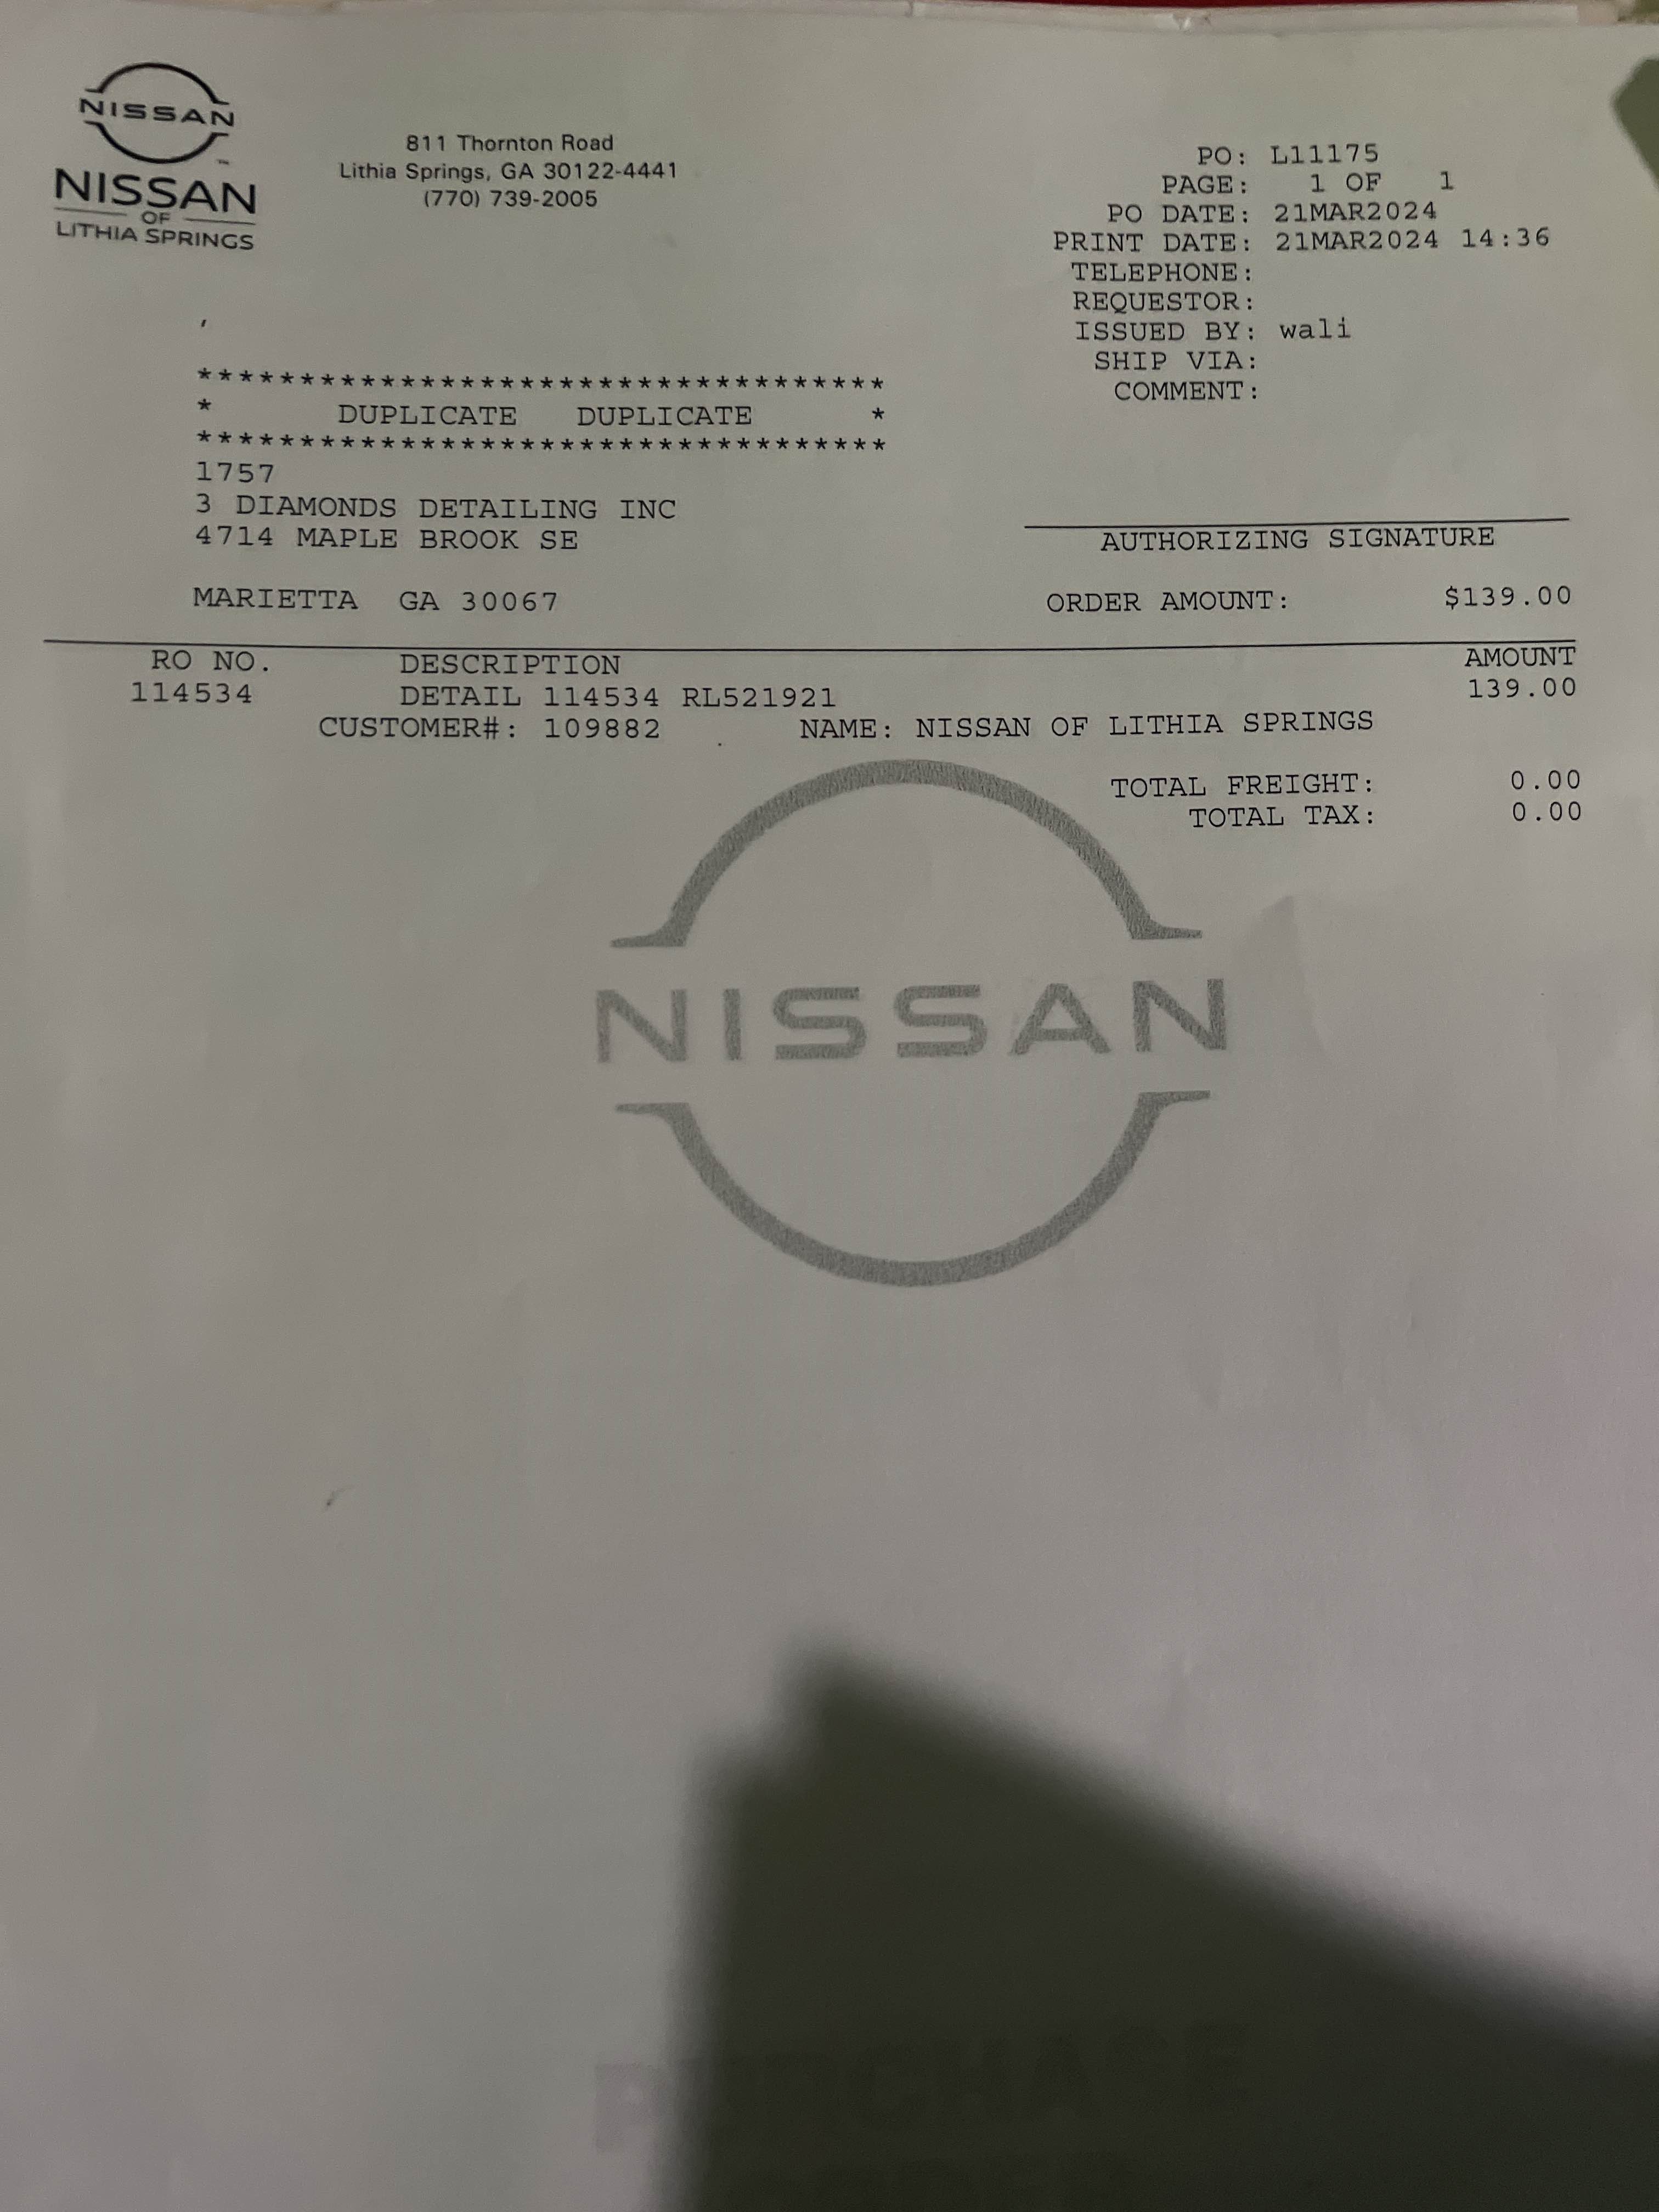 NISSAN
NISSAN
OF
LITHIA SPRINGS
811 Thornton Road
Lithia Springs, GA 30122-4441
(770) 739-2005
PO: L11175
PAGE: 1 OF 1
PO DATE: 21MAR2024
PRINT DATE: 21MAR2024 14:36
TELEPHONE:
REQUESTOR:
ISSUED BY: wali
SHIP VIA:
COMMENT:
,
**********************************
* DUPLICATE DUPLICATE *
**********************************
1757
3 DIAMONDS DETAILING INC
4714 MAPLE BROOK SE
MARIETTA GA 30067
AUTHORIZING SIGNATURE
ORDER AMOUNT: $139.00
RO NO. DESCRIPTION AMOUNT
114534 DETAIL 114534 RL521921 139.00
CUSTOMER#: 109882 NAME: NISSAN OF LITHIA SPRINGS
TOTAL FREIGHT: 0.00
TOTAL TAX: 0.00
NISSAN
PURCHASE